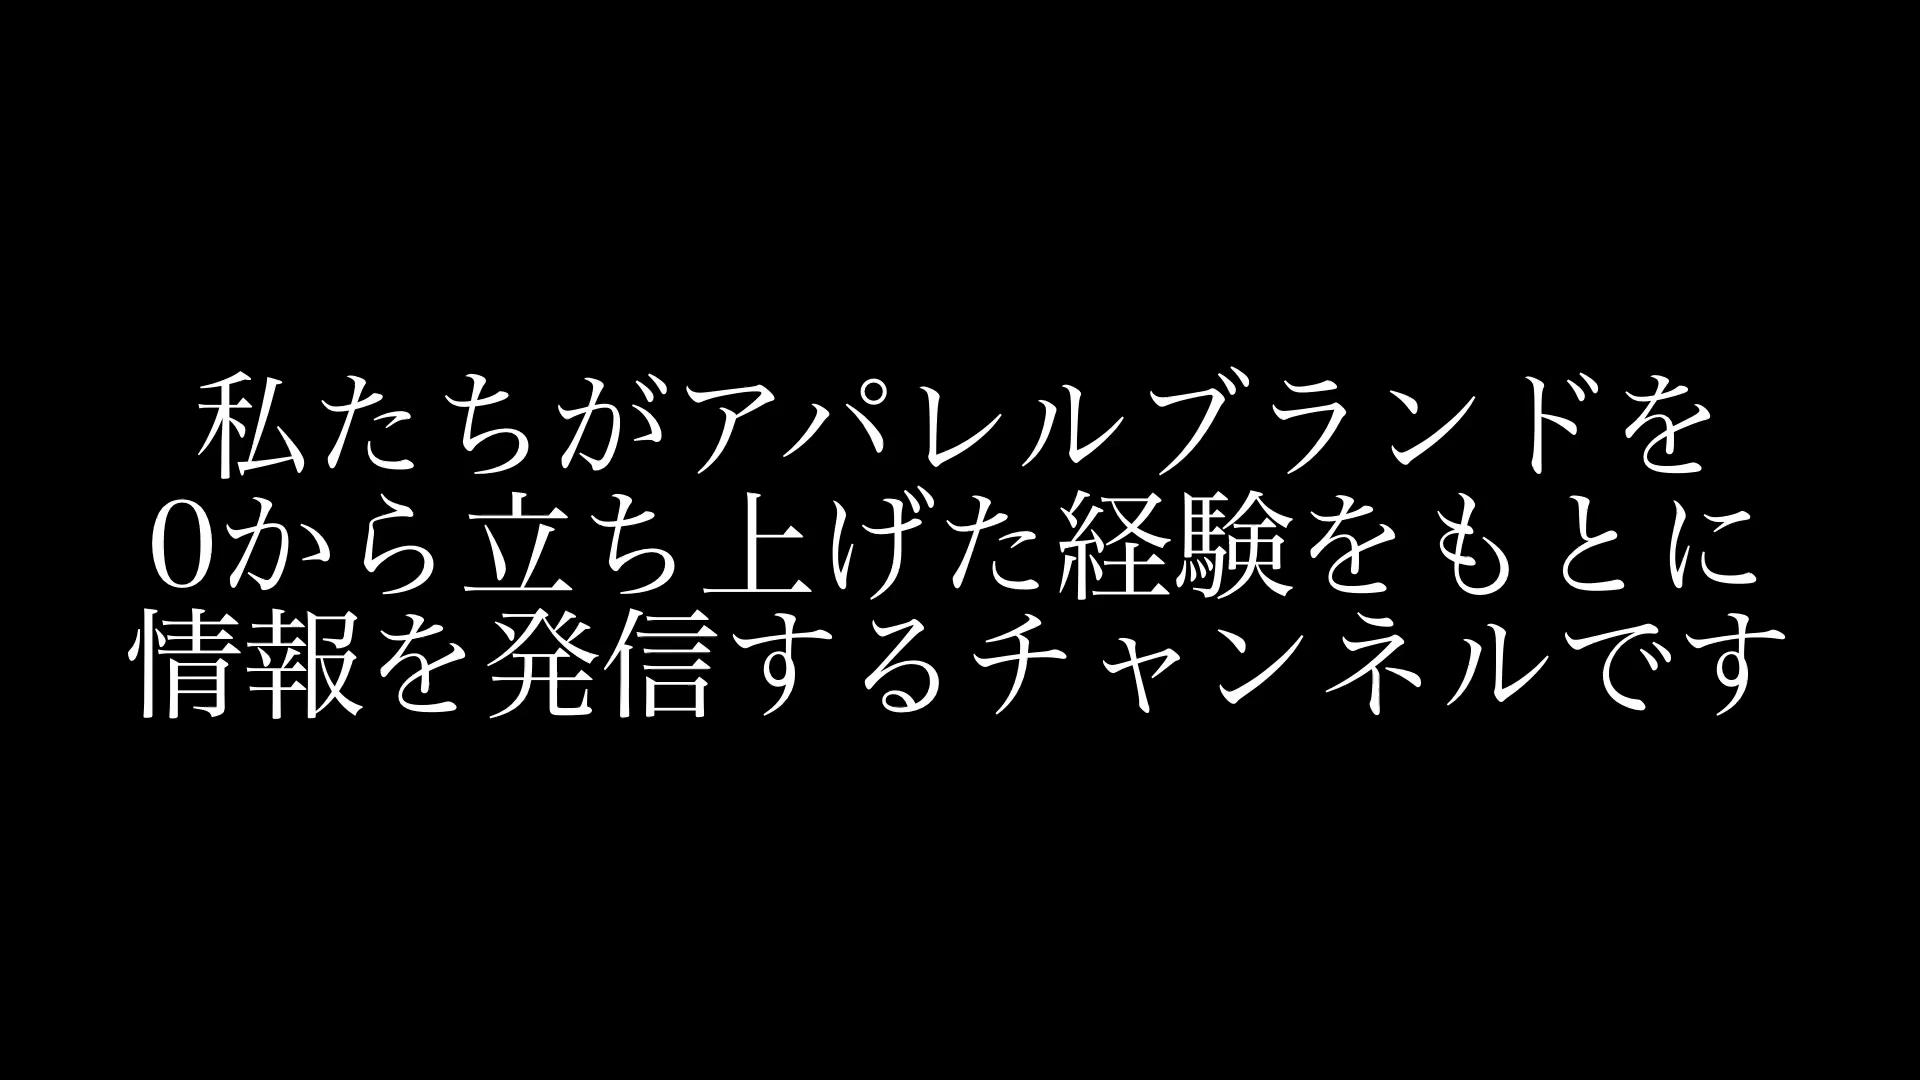 私たちがアパレルブランドを
0から立ち上げた経験をもとに
情報を発信するチャンネルです